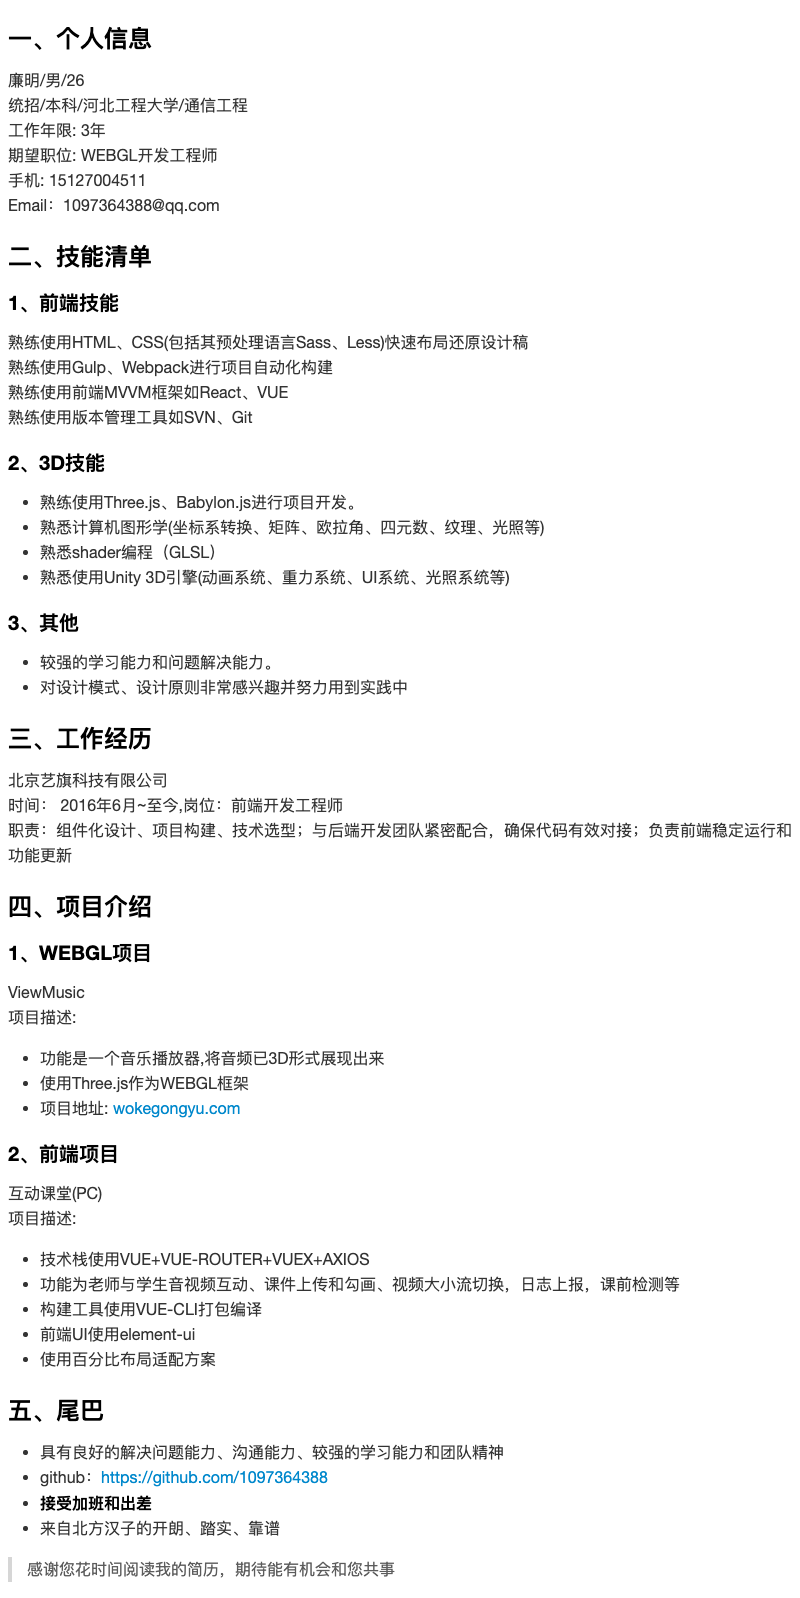 一、个人信息
廉明/男/26
统招/本科/河北工程大学/通信工程
工作年限: 3年
期望职位: WEBGL开发工程师
手机: 15127004511
Email：1097364388@qq.com
二、技能清单
1、前端技能
熟练使用HTML、CSS(包括其预处理语言Sass、Less)快速布局还原设计稿
熟练使用Gulp、Webpack进行项目自动化构建
熟练使用前端MVVM框架如React、VUE
熟练使用版本管理工具如SVN、Git
2、3D技能
• 熟练使用Three.js、Babylon.js进行项目开发。
• 熟悉计算机图形学(坐标系转换、矩阵、欧拉角、四元数、纹理、光照等)
• 熟悉shader编程（GLSL）
• 熟悉使用Unity 3D引擎(动画系统、重力系统、UI系统、光照系统等)
3、其他
• 较强的学习能力和问题解决能力。
• 对设计模式、设计原则非常感兴趣并努力用到实践中
三、工作经历
北京艺旗科技有限公司
时间： 2016年6月~至今,岗位：前端开发工程师
职责：组件化设计、项目构建、技术选型；与后端开发团队紧密配合，确保代码有效对接；负责前端稳定运行和
功能更新
四、项目介绍
1、WEBGL项目
ViewMusic
项目描述:
• 功能是一个音乐播放器,将音频已3D形式展现出来
• 使用Three.js作为WEBGL框架
• 项目地址: wokegongyu.com
2、前端项目
互动课堂(PC)
项目描述:
• 技术栈使用VUE+VUE-ROUTER+VUEX+AXIOS
• 功能为老师与学生音视频互动、课件上传和勾画、视频大小流切换，日志上报，课前检测等
• 构建工具使用VUE-CLI打包编译
• 前端UI使用element-ui
• 使用百分比布局适配方案
五、尾巴
• 具有良好的解决问题能力、沟通能力、较强的学习能力和团队精神
• github：https://github.com/1097364388
• 接受加班和出差
• 来自北方汉子的开朗、踏实、靠谱
感谢您花时间阅读我的简历，期待能有机会和您共事